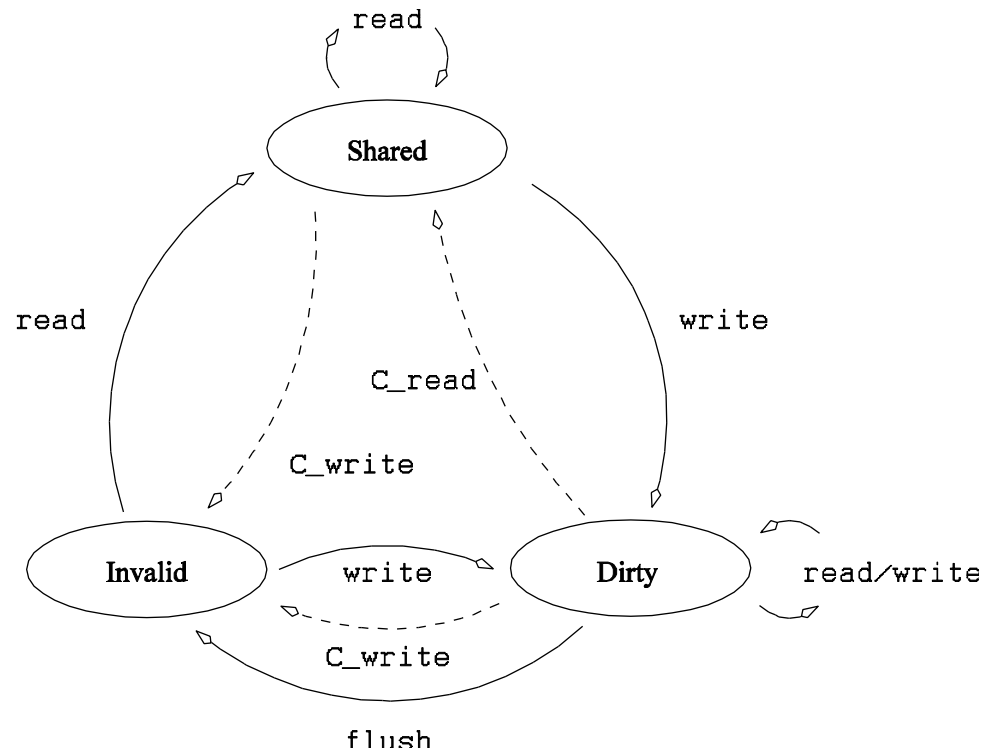 read
Shared
read
write
C_read
C_write
Invalid
write
Dirty
read/write
C_write
flush